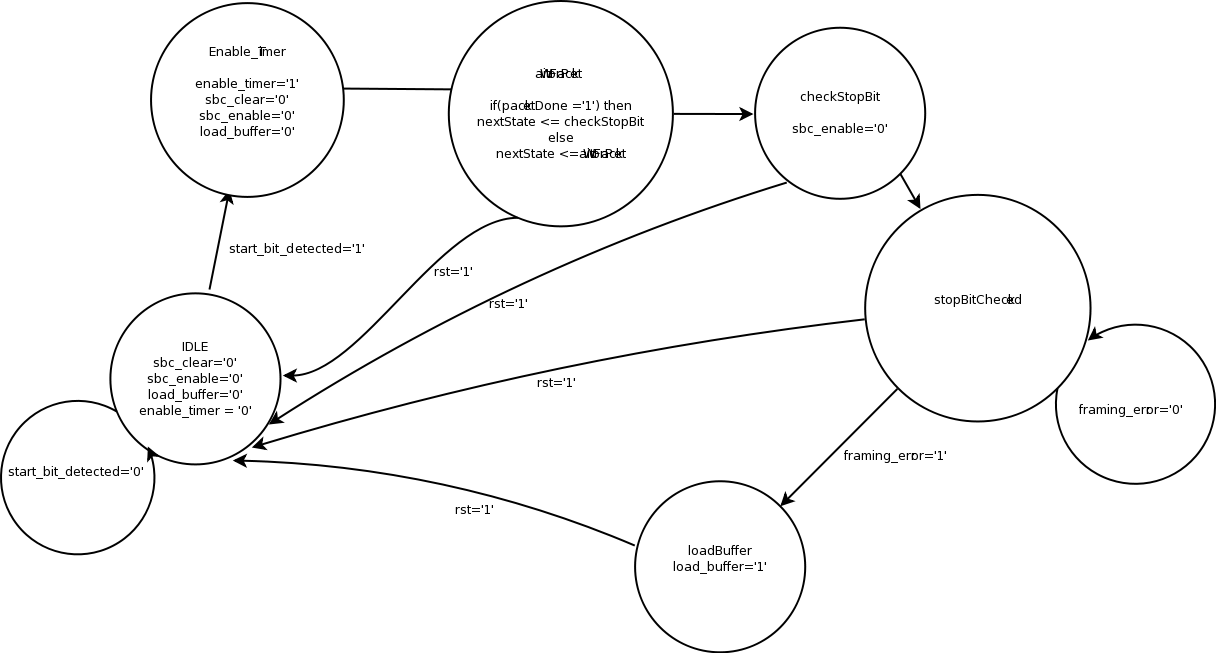 Enable_Timer
enable_timer='1'
sbc_clear='0'
sbc_enable='0'
load_buffer='0'
if(packetDone ='1') then
nextState <= checkStopBit
else
nextState <=
checkStopBit
sbc_enable='0'
start_bit_detected='1'
rst='1'
rst='1'
stopBitChecked
IDLE
sbc_clear='0'
sbc_enable='0'
load_buffer='0'
enable_timer = '0'
rst='1'
framing_error='0'
start_bit_detected='0'
framing_error='1'
rst='1'
loadBuffer
load_buffer='1'